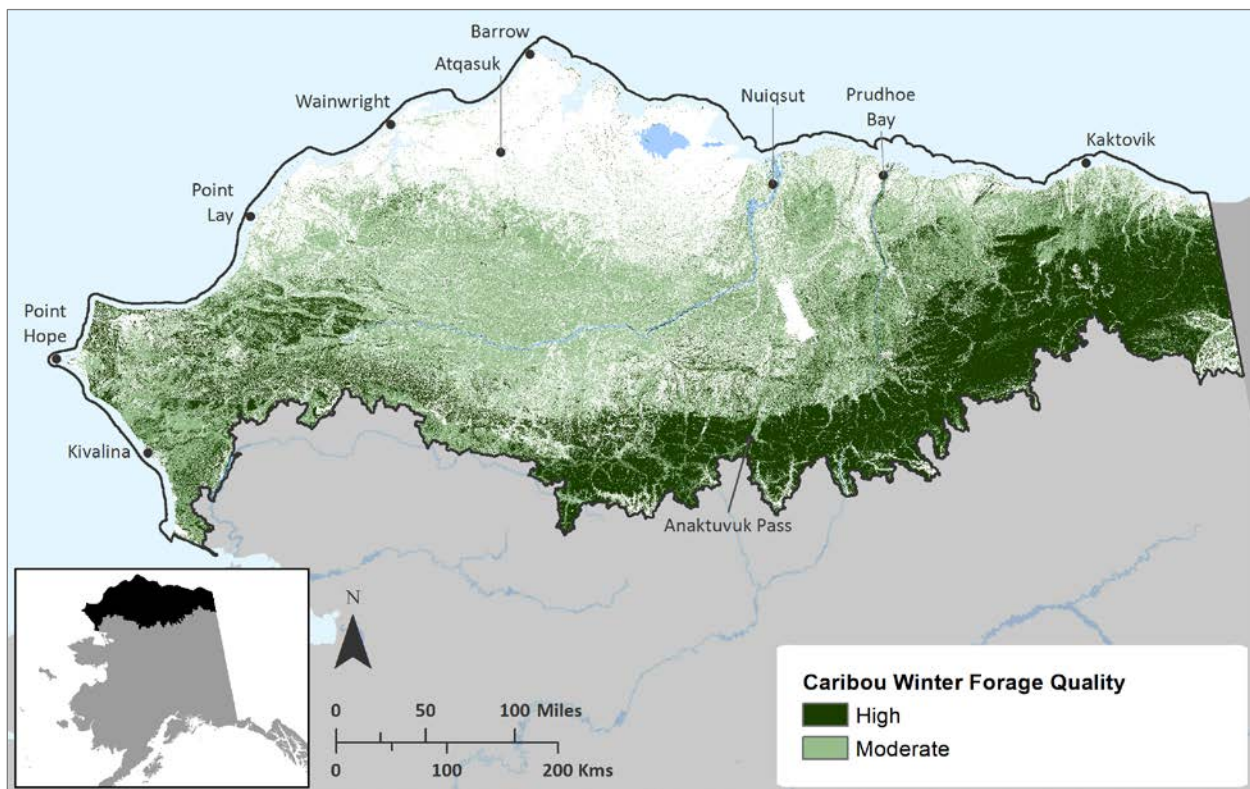 Barrow
Atqasuk
Wainwright
Nuiqsut
Prudhoe
Bay
Kaktovik
Point
Lay
Point
Hope
Kivalina
Anaktuvuk Pass
N
0 50 100 Miles
0 100 200 Kms
Caribou Winter Forage Quality
High
Moderate